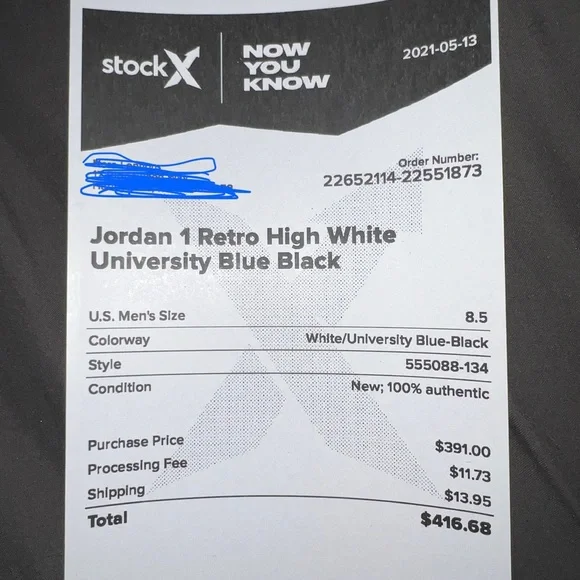 stockX
NOW
YOU
KNOW
2021-05-13
Order Number:
22652114-22551873
Jordan 1 Retro High White
University Blue Black
U.S. Men's Size 8.5
Colorway White/University Blue-Black
Style 555088-134
Condition New; 100% authentic
Purchase Price $391.00
Processing Fee $11.73
Shipping $13.95
Total $416.68